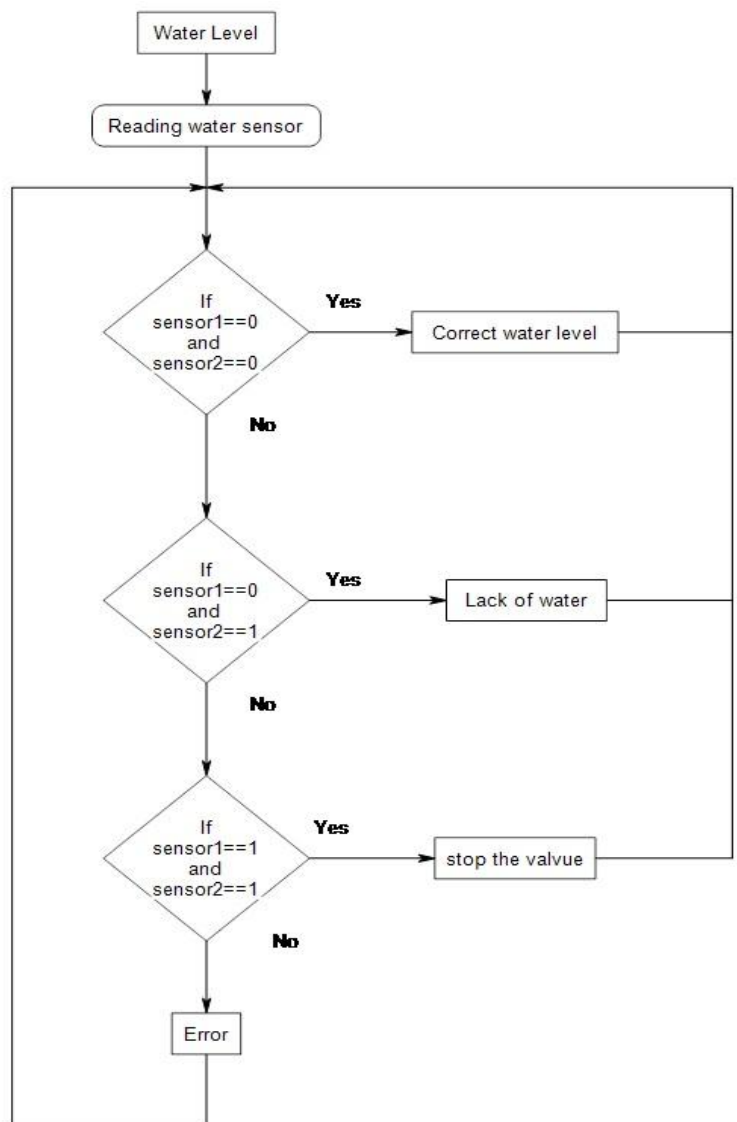 Water Level
Reading water sensor
If
sensor1==0
and
sensor2==0
Yes
Correct water level
No
If
sensor1==0
and
sensor2==1
Yes
Lack of water
No
If
sensor1==1
and
sensor2==1
Yes
stop the valvue
No
Error